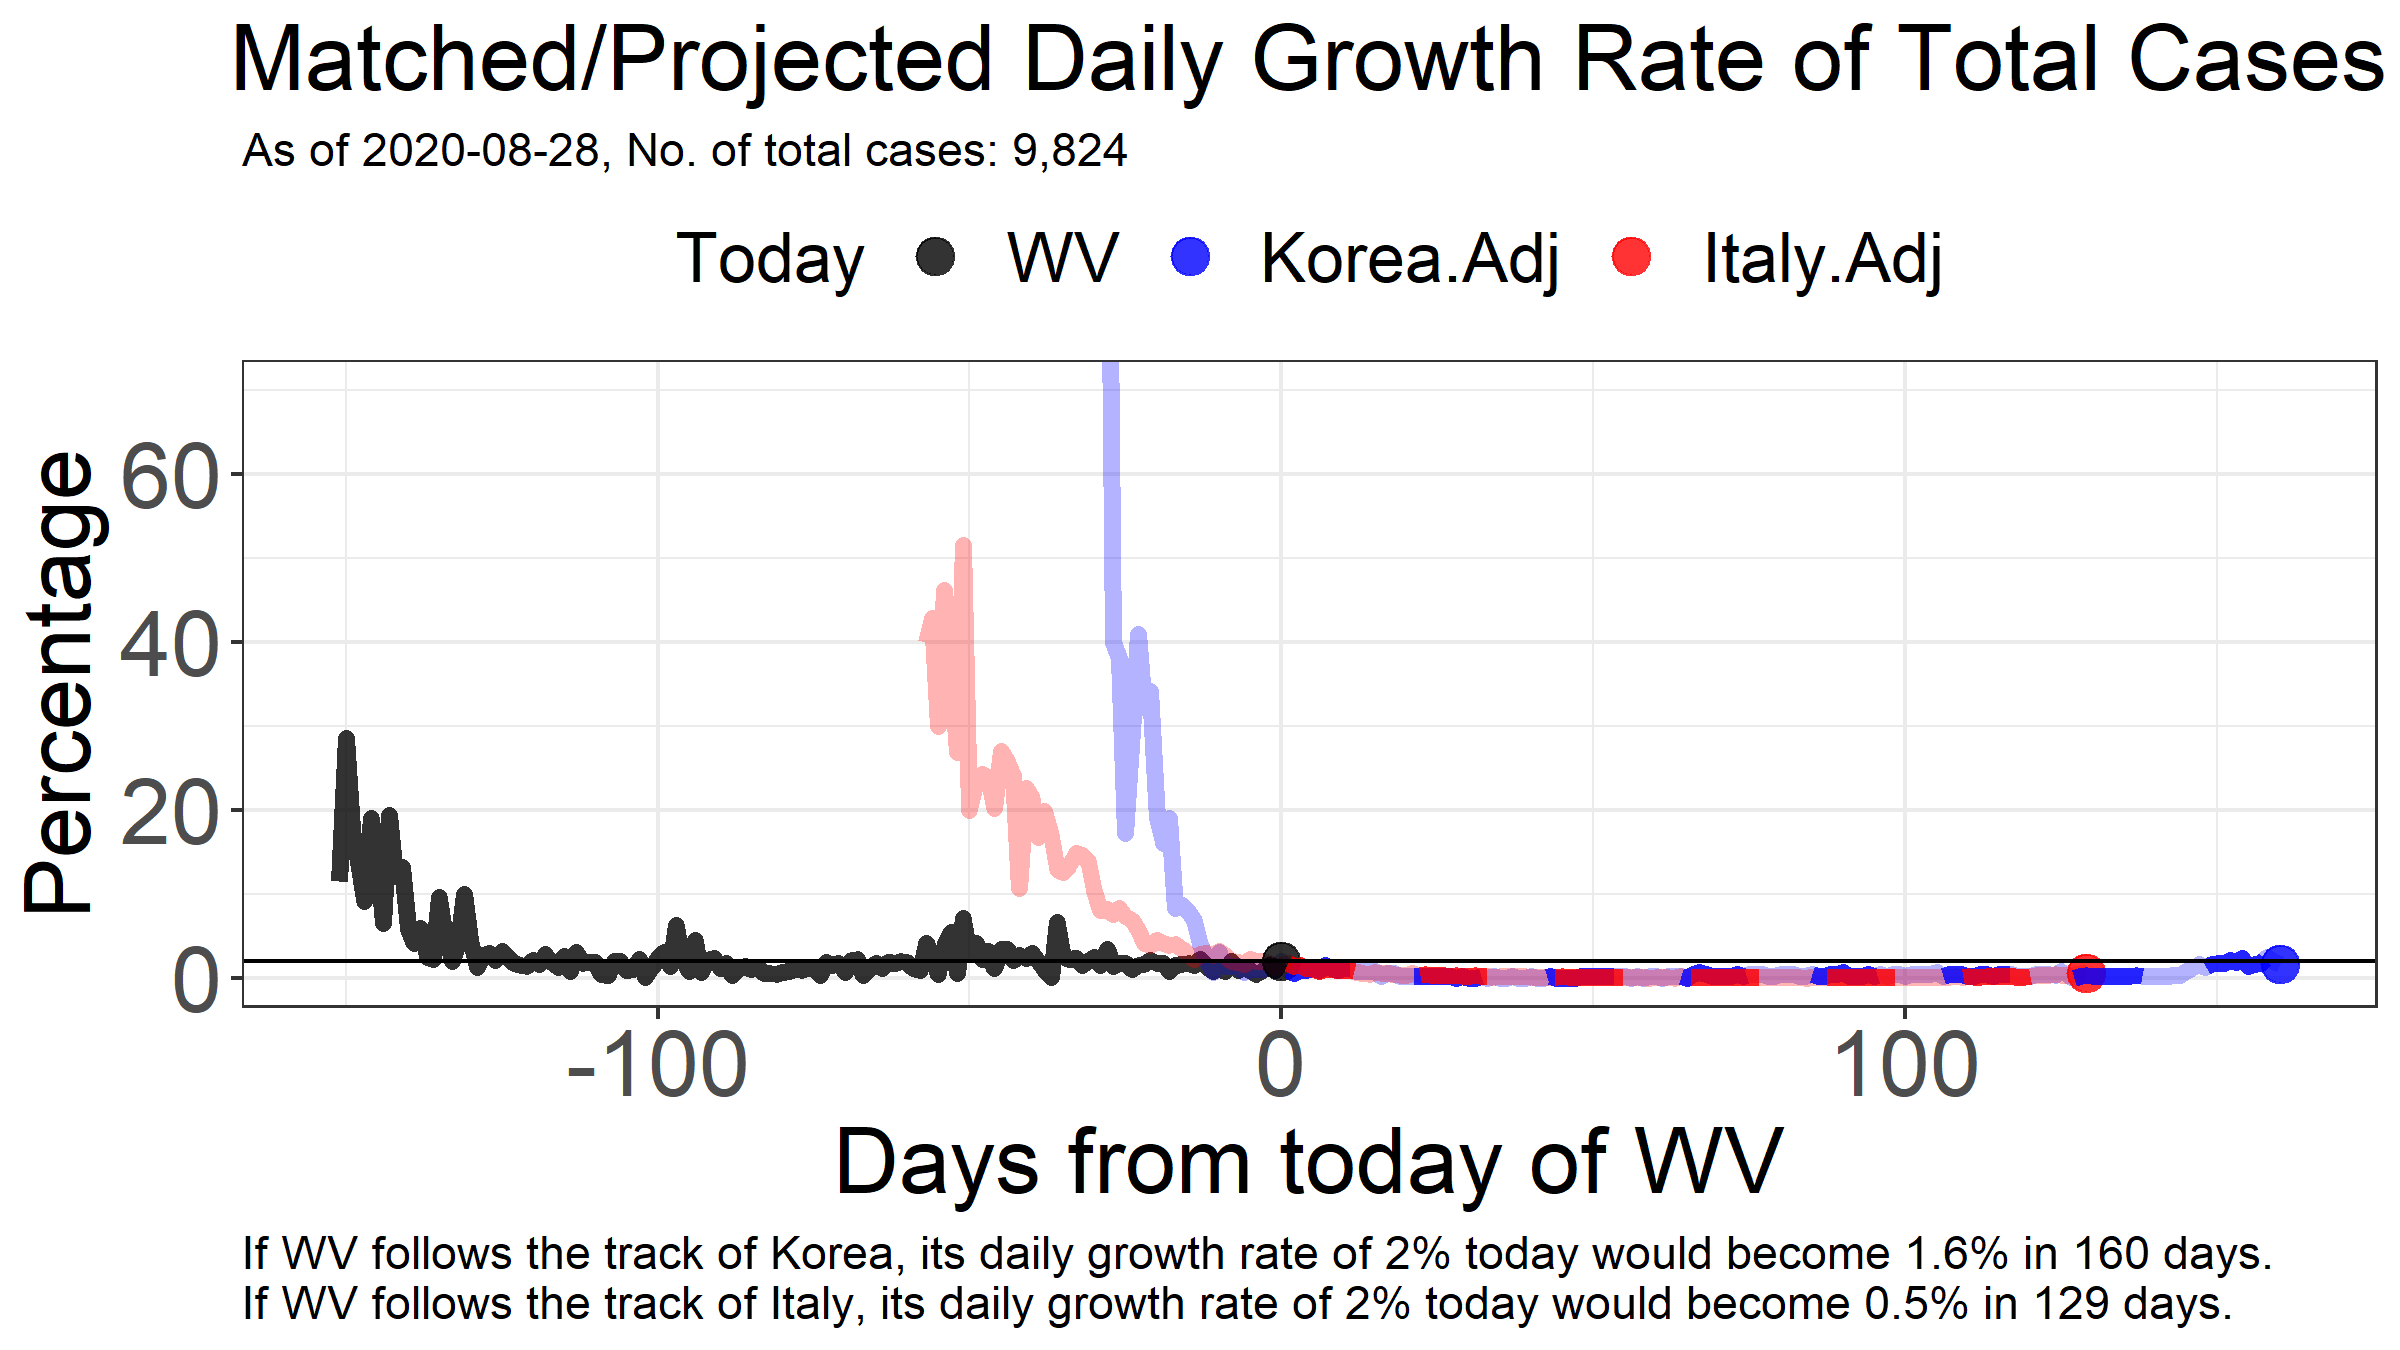 Matched/Projected Daily Growth Rate of Total Cases
As of 2020-08-28, No. of total cases: 9,824
Today WV Korea.Adj Italy.Adj
Percentage
60
40
20
0
-100 0 100
Days from today of WV
If WV follows the track of Korea, its daily growth rate of 2% today would become 1.6% in 160 days.
If WV follows the track of Italy, its daily growth rate of 2% today would become 0.5% in 129 days.